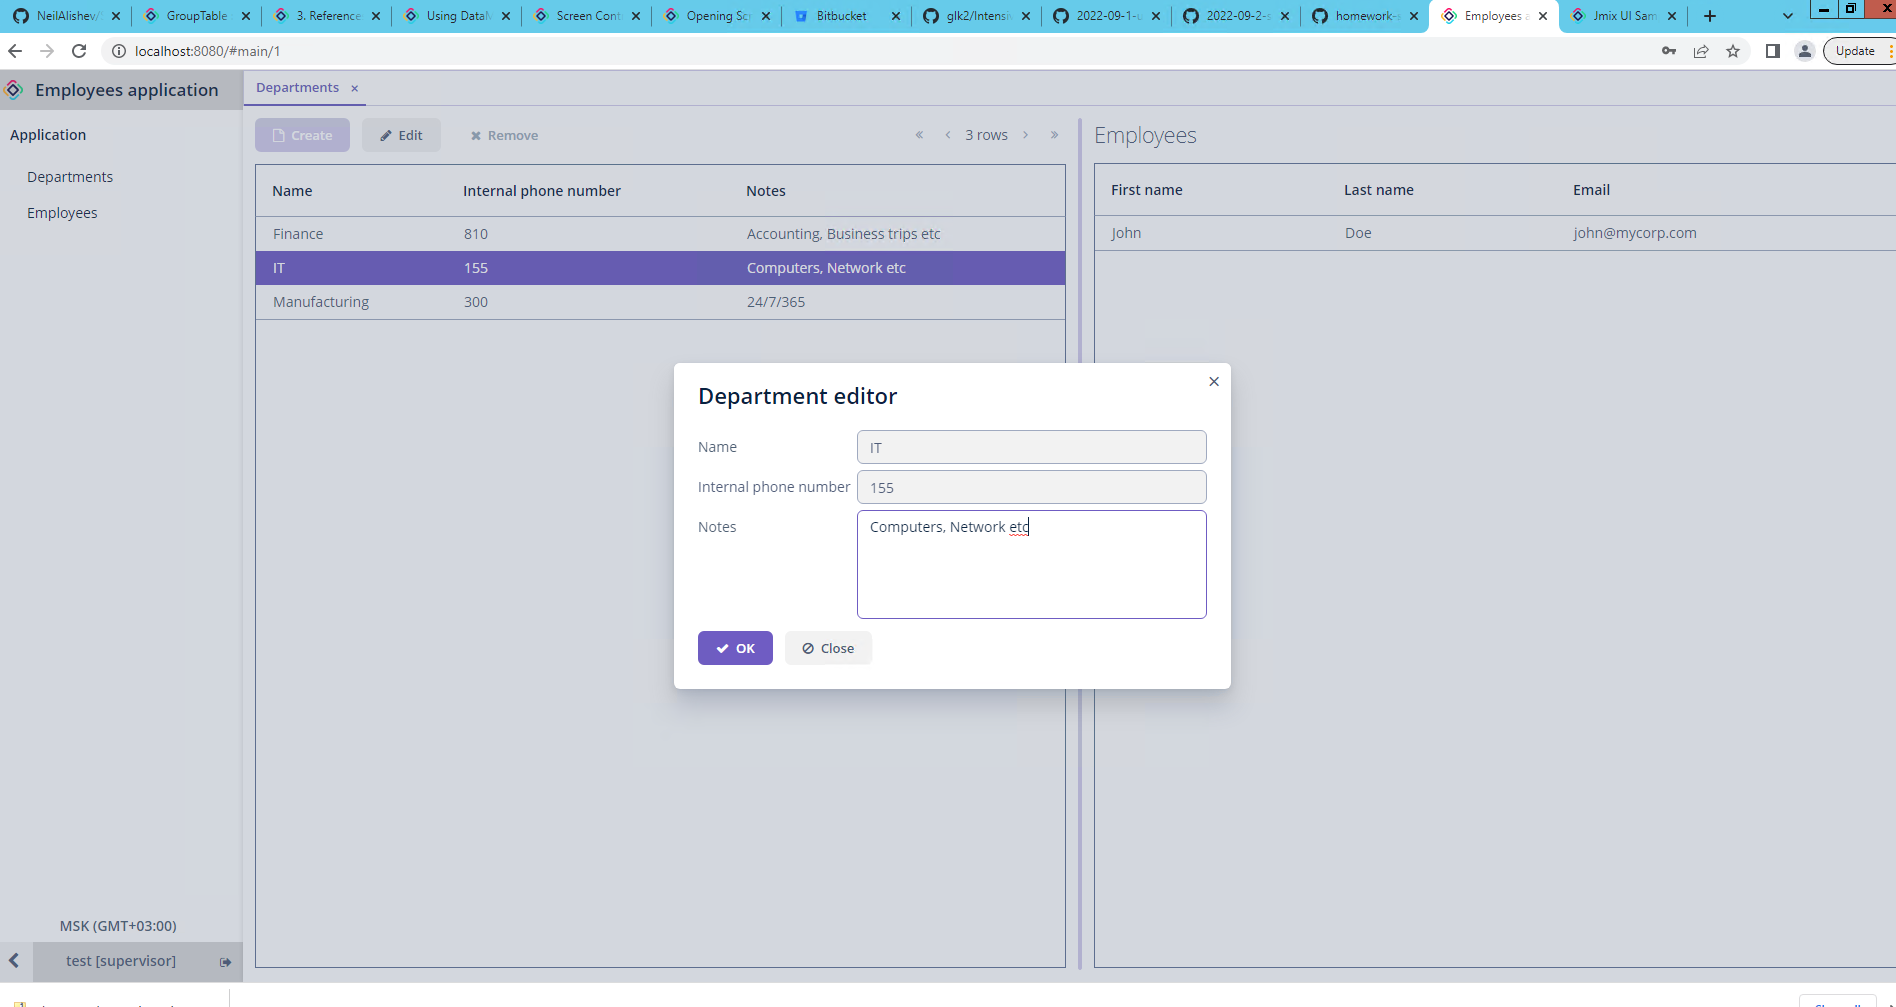 NeilAlishev/
GroupTable
3. Reference
Using Data
Screen Cont
Opening Sc
Bitbucket
glk2/Intensi
2022-09-1-
2022-09-2-
homework-
Employees
Jmix UI Sam
localhost:8080/#main/1
Update
Employees application
Departments
Application
Departments
Employees
Create
Edit
Remove
3 rows
Name Internal phone number Notes
Finance 810 Accounting, Business trips etc
IT 155 Computers, Network etc
Manufacturing 300 24/7/365
Employees
First name Last name Email
John Doe john@mycorp.com
Department editor
Name IT
Internal phone number 155
Notes Computers, Network etc
OK
Close
MSK (GMT+03:00)
test [supervisor]